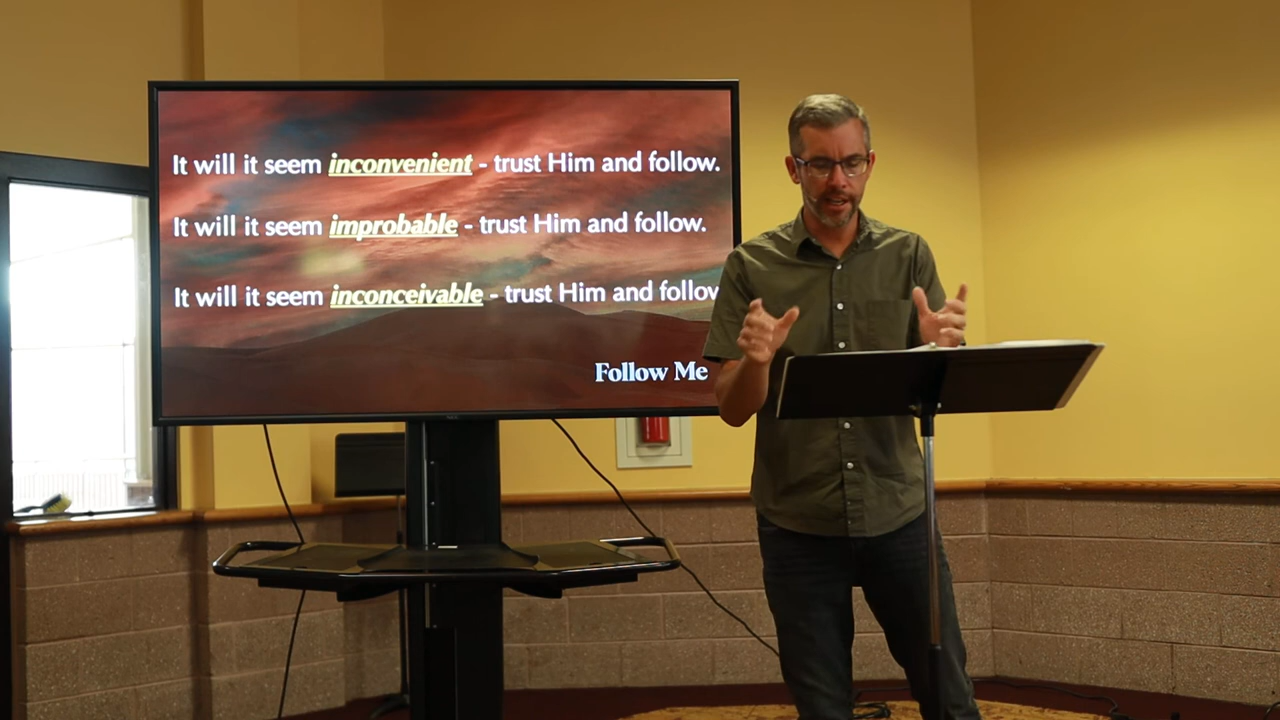 It will it seem inconvenient - trust Him and follow.
It will it seem improbable - trust Him and follow.
It will it seem inconceivable - trust Him and follow
Follow Me